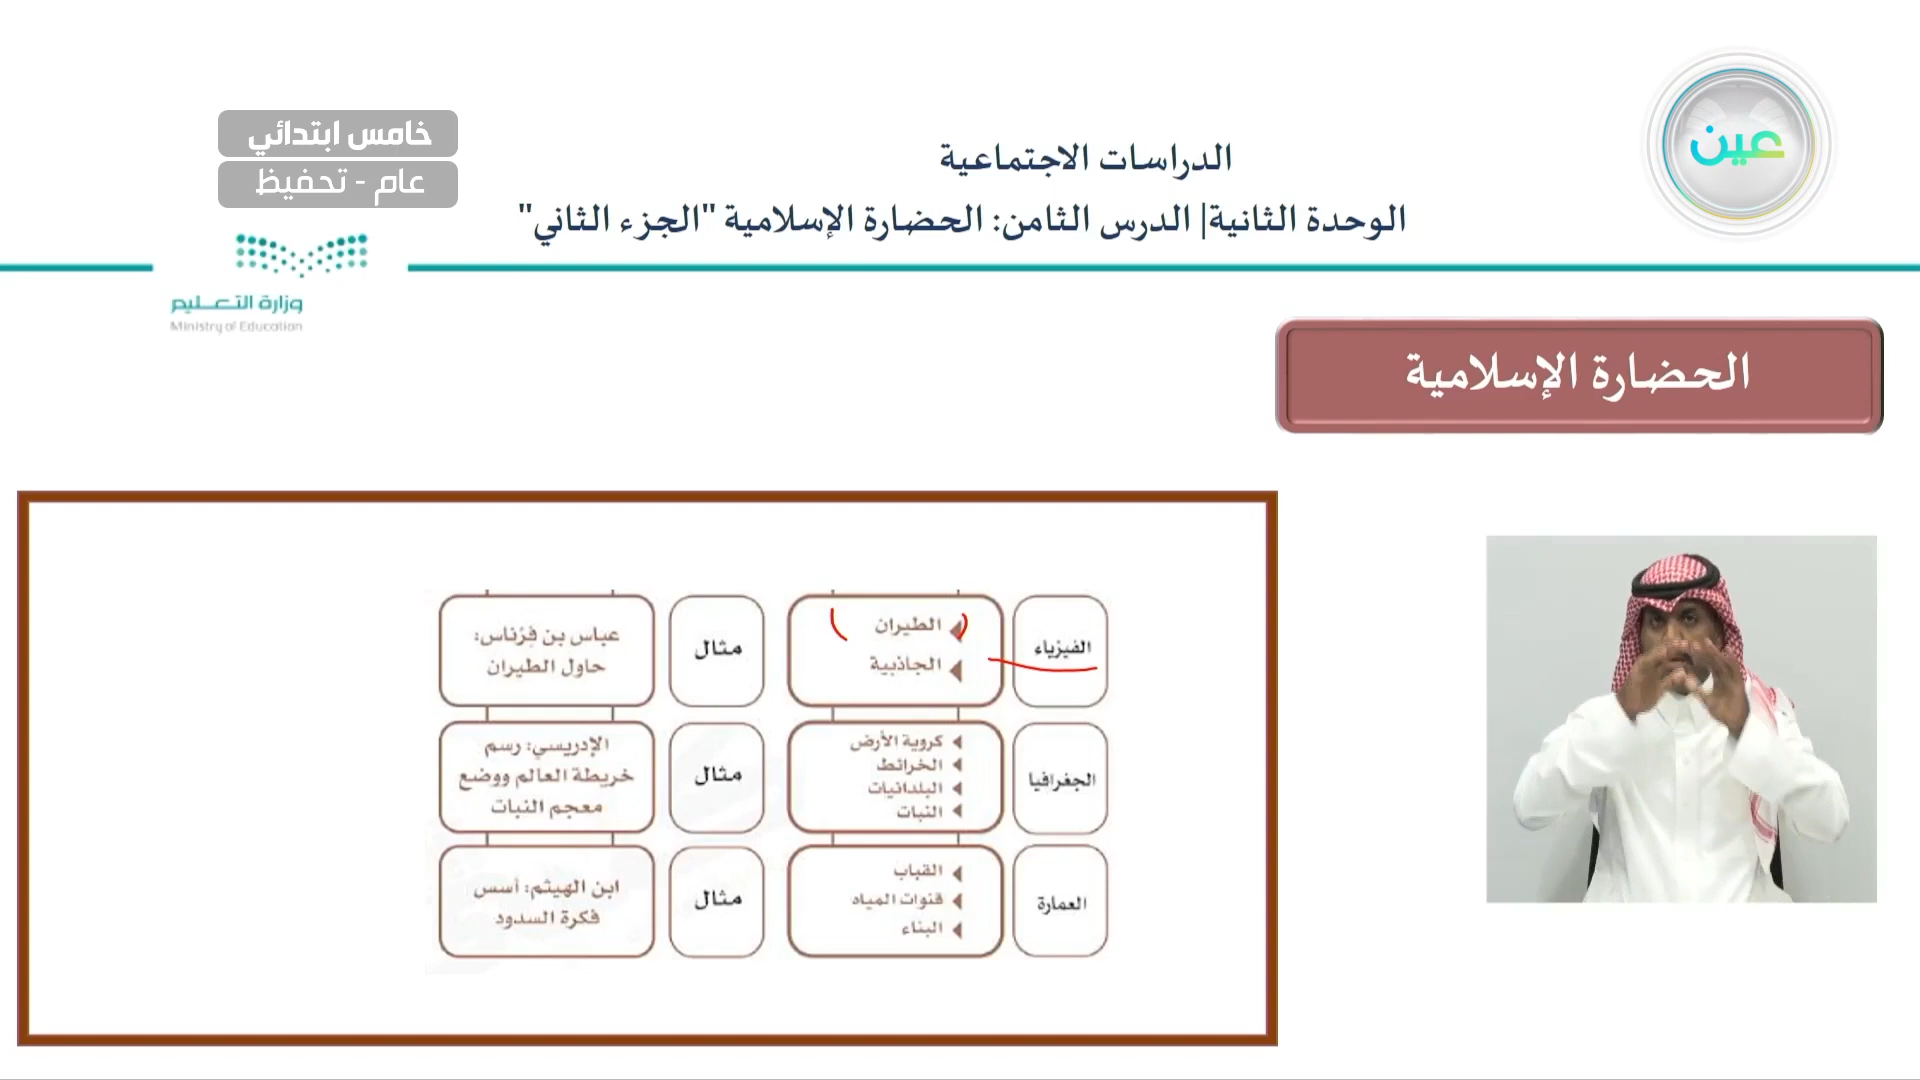 عين
الدراسات الاجتماعية
الوحدة الثانية| الدرس الثامن: الحضارة الإسلامية "الجزء الثاني"
خامس ابتدائي
عام - تحفيظ
وزارة التعليم
Ministry of Education
الحضارة الإسلامية
الفيزياء
الطيران
الجاذبية
مثال
عباس بن فِرْناس:
حاول الطيران
الجغرافيا
كروية الأرض
الخرائط
البلدانيات
النبات
مثال
الإدريسي: رسم
خريطة العالم ووضع
معجم النبات
العمارة
القباب
قنوات المياه
البناء
مثال
ابن الهيثم: أسس
فكرة السدود